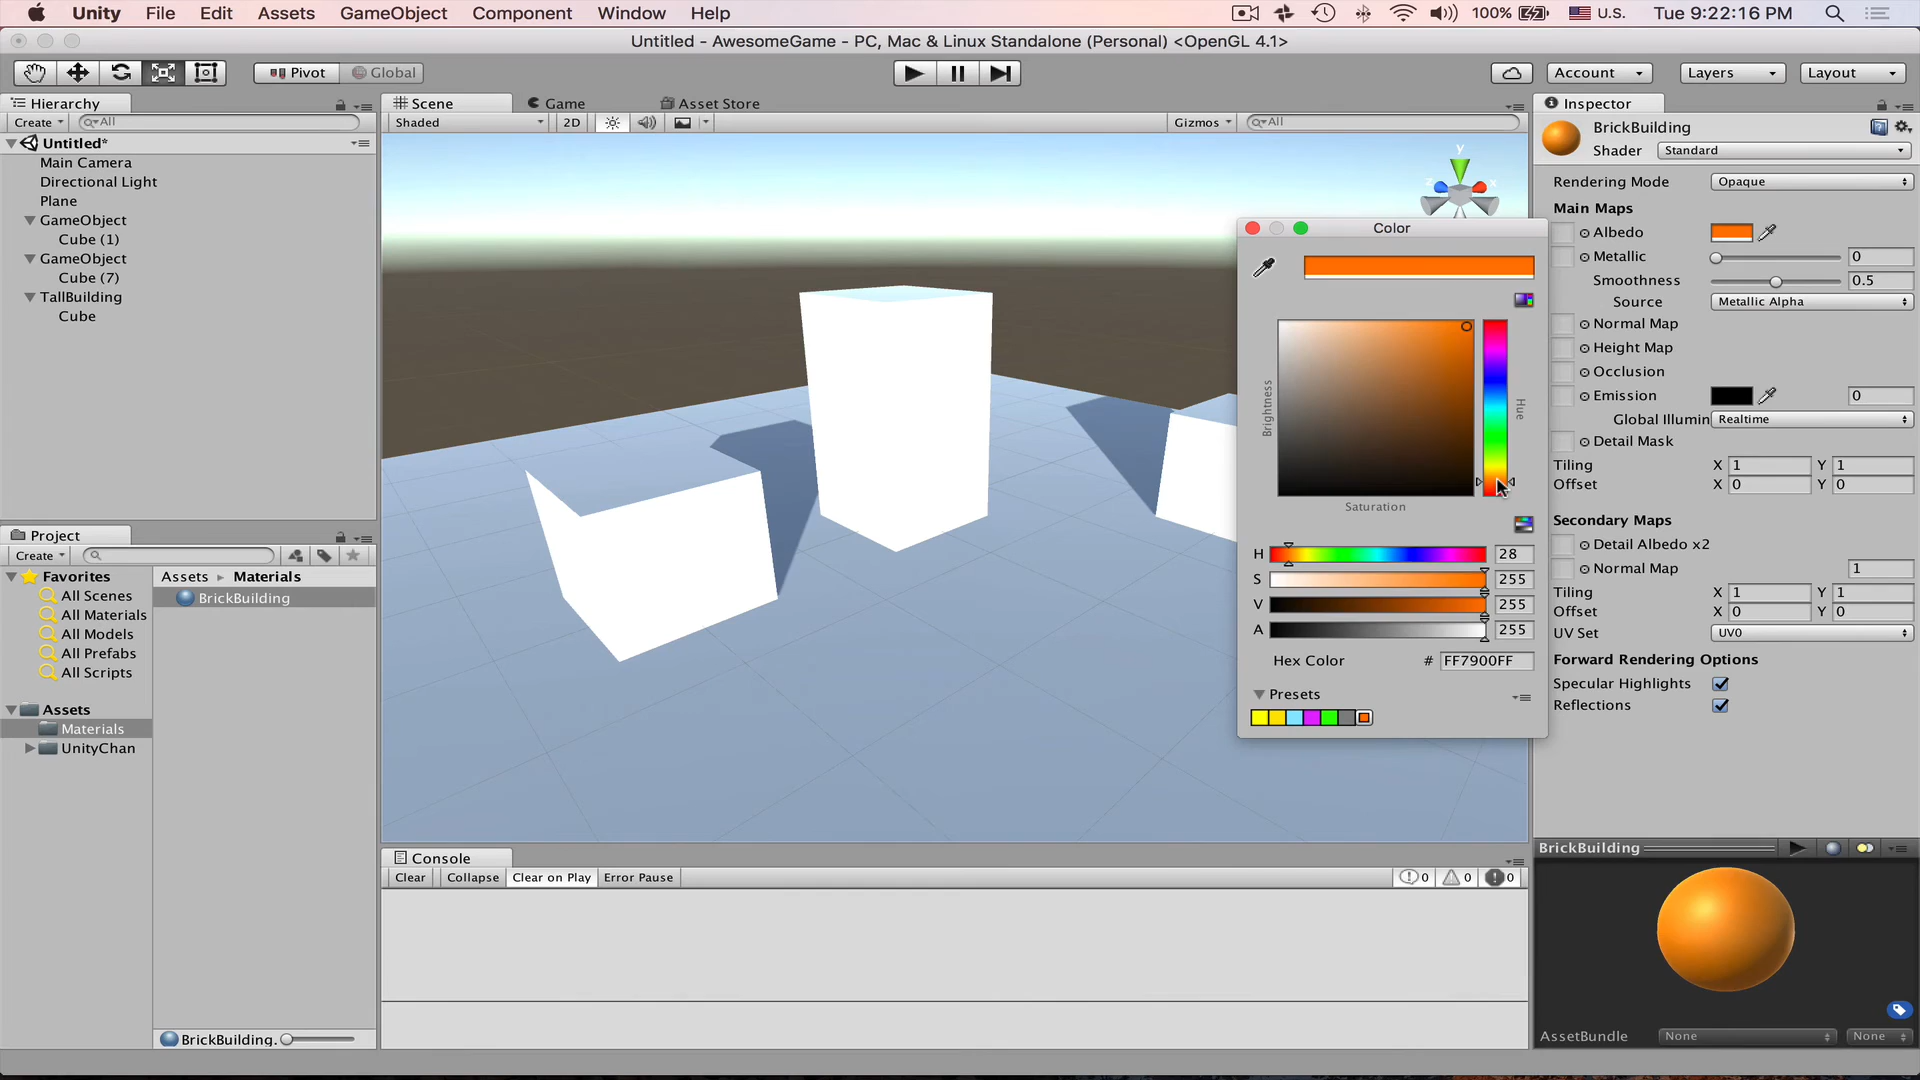 Unity File Edit Assets GameObject Component Window Help 100% U.S. Tue 9:22:16 PM
Untitled - AwesomeGame - PC, Mac & Linux Standalone (Personal) <OpenGL 4.1>
Pivot Global Account Layers Layout
Hierarchy
Create All
Untitled*
Main Camera
Directional Light
Plane
GameObject
Cube (1)
GameObject
Cube (7)
TallBuilding
Cube
Project
Create
Favorites
All Scenes
All Materials
All Models
All Prefabs
All Scripts
Assets
Materials
UnityChan
Assets ▸ Materials
BrickBuilding
BrickBuilding.
Scene Game Asset Store
Shaded 2D Gizmos All
y
z x
Color
Brightness
Hue
Saturation
H 28
S 255
V 255
A 255
Hex Color # FF7900FF
Presets
Console
Clear Collapse Clear on Play Error Pause 0 0 0
Inspector
BrickBuilding
Shader Standard
Rendering Mode Opaque
Main Maps
Albedo
Metallic 0
Smoothness 0.5
Source Metallic Alpha
Normal Map
Height Map
Occlusion
Emission 0
Global Illumin Realtime
Detail Mask
Tiling X 1 Y 1
Offset X 0 Y 0
Secondary Maps
Detail Albedo x2
Normal Map 1
Tiling X 1 Y 1
Offset X 0 Y 0
UV Set UV0
Forward Rendering Options
Specular Highlights
Reflections
BrickBuilding
AssetBundle None None